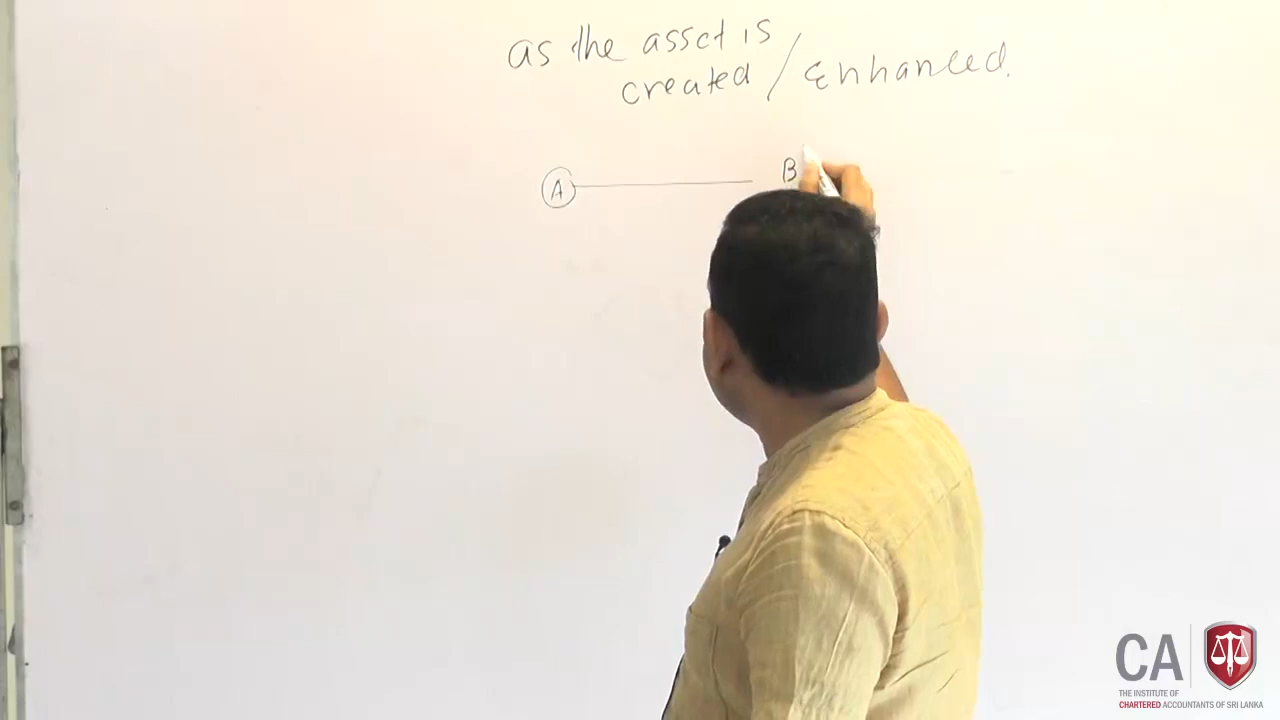 as the asset is
created / enhanced.
A B
CA
THE INSTITUTE OF
CHARTERED ACCOUNTANTS OF SRI LANKA